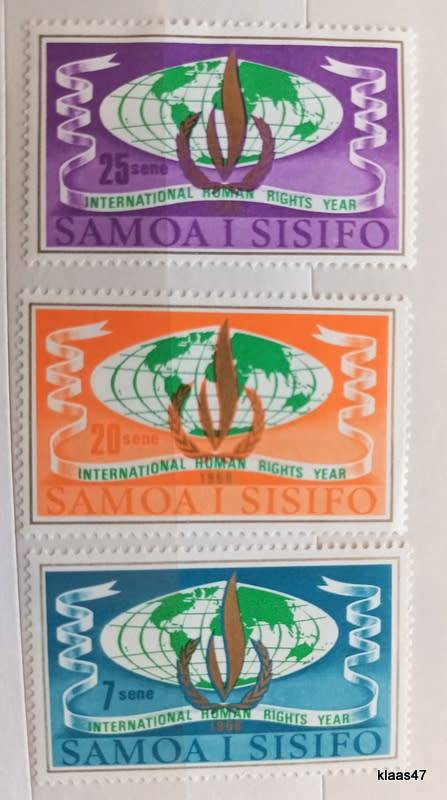 25 sene
INTERNATIONAL HUMAN RIGHTS YEAR
1968
SAMOA I SISIFO
20 sene
INTERNATIONAL HUMAN RIGHTS YEAR
1968
SAMOA I SISIFO
7 sene
INTERNATIONAL HUMAN RIGHTS YEAR
1968
SAMOA I SISIFO
klaas47